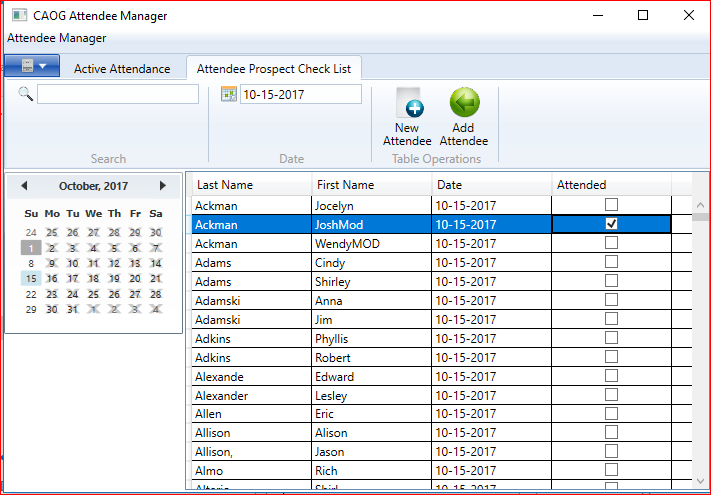 CAOG Attendee Manager
Attendee Manager
Active Attendance Attendee Prospect Check List
10-15-2017
New Attendee Add Attendee
Search Date Table Operations
October, 2017
Su Mo Tu We Th Fr Sa
24 25 26 27 28 29 30
1 2 3 4 5 6 7
8 9 10 11 12 13 14
15 16 17 18 19 20 21
22 23 24 25 26 27 28
29 30 31 1 2 3 4
Last Name First Name Date Attended
Ackman Jocelyn 10-15-2017
Ackman JoshMod 10-15-2017
Ackman WendyMOD 10-15-2017
Adams Cindy 10-15-2017
Adams Shirley 10-15-2017
Adamski Anna 10-15-2017
Adamski Jim 10-15-2017
Adkins Phyllis 10-15-2017
Adkins Robert 10-15-2017
Alexande Edward 10-15-2017
Alexander Lesley 10-15-2017
Allen Eric 10-15-2017
Allison Alison 10-15-2017
Allison, Jason 10-15-2017
Almo Rich 10-15-2017